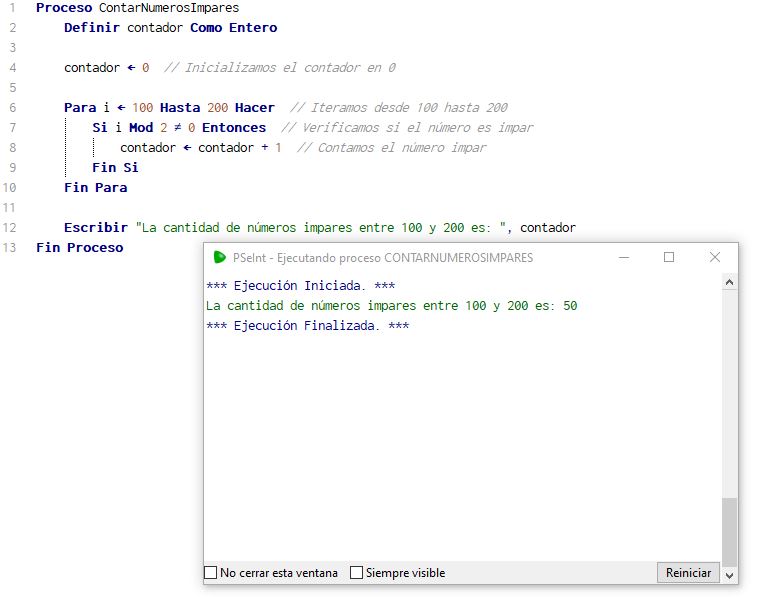 1 Proceso ContarNumerosImpares
2 Definir contador Como Entero
3
4 contador ← 0 // Inicializamos el contador en 0
5
6 Para i ← 100 Hasta 200 Hacer // Iteramos desde 100 hasta 200
7 Si i Mod 2 ≠ 0 Entonces // Verificamos si el número es impar
8 contador ← contador + 1 // Contamos el número impar
9 Fin Si
10 Fin Para
11
12 Escribir "La cantidad de números impares entre 100 y 200 es: ", contador
13 Fin Proceso
PSeInt - Ejecutando proceso CONTARNUMEROSIMPARES
*** Ejecución Iniciada. ***
La cantidad de números impares entre 100 y 200 es: 50
*** Ejecución Finalizada. ***
No cerrar esta ventana Siempre visible Reiniciar